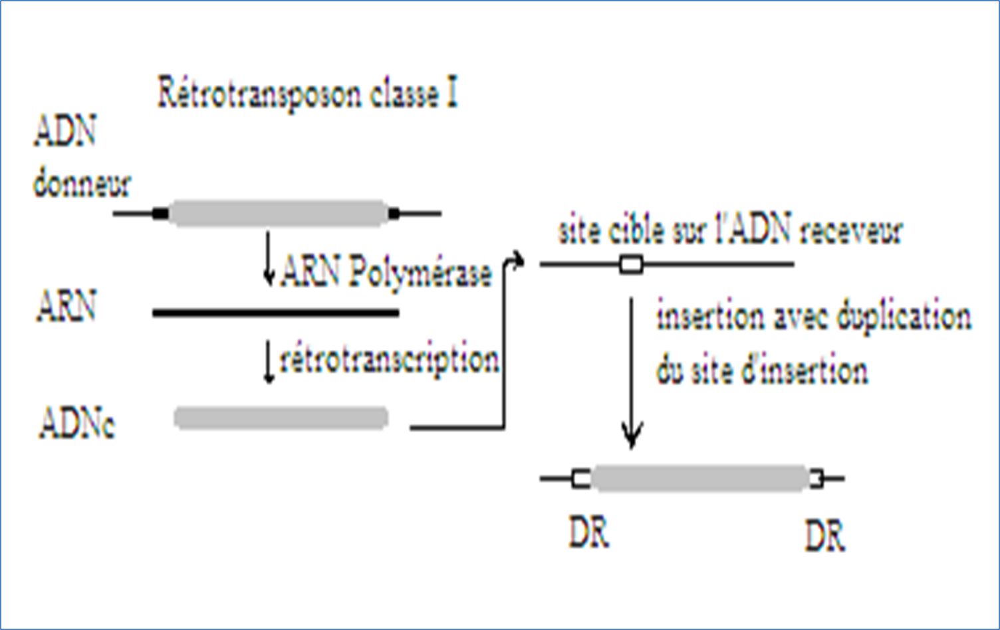 Rétrotransposon classe I
ADN
donneur
ARN Polymérase
ARN
rétrotranscription
ADNc
site cible sur l'ADN receveur
insertion avec duplication
du site d'insertion
DR
DR